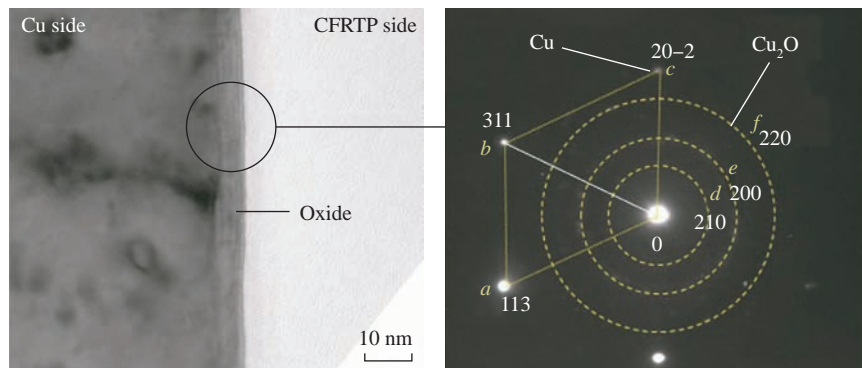 Cu side
CFRTP side
Oxide
10 nm
Cu
20−2
c
Cu2O
311
b
f
220
e
200
d
210
0
a
113